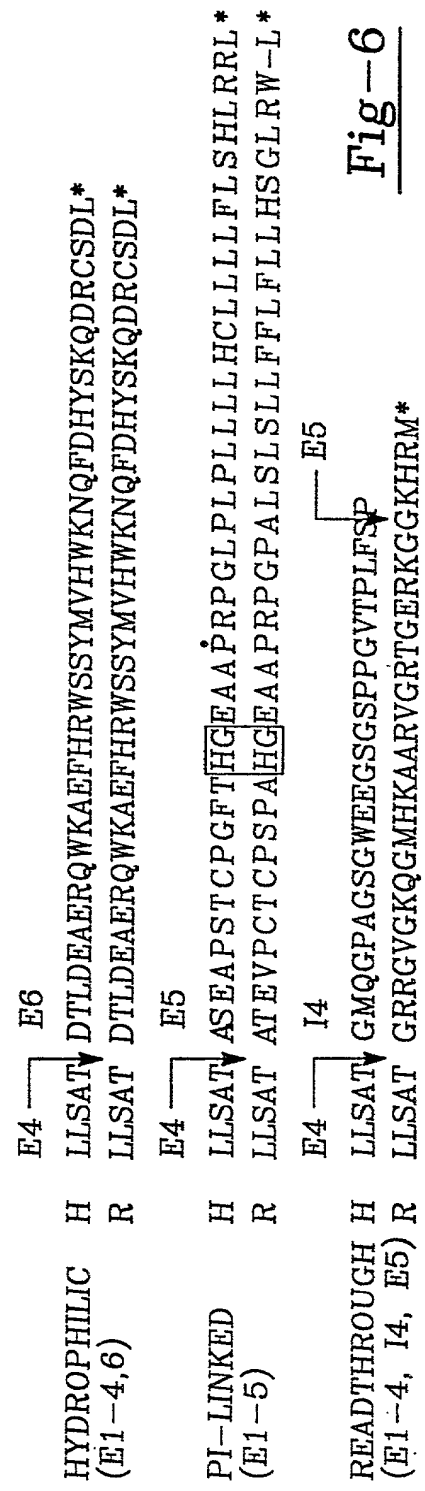 E4 E6
HYDROPHILIC H LLSAT DTLDEAERQWKAEFHRWSSYMVHWKNQFDHYSKQDRCSDL*
(E1-4,6) R LLSAT DTLDEAERQWKAEFHRWSSYMVHWKNQFDHYSKQDRCSDL*
E4 E5
PI-LINKED H LLSAT ASEAPSTCPGFTHGEAAPRPGLPLPLLLLHCLLLLFLSHLRRL*
(E1-5) R LLSAT ATEVPCTCPSPAHGEAAPRPGPALSLSLLFFLFLLHSGLRW-L*
E4 I4 E5
READTHROUGH H LLSAT GMQGPAGSGWEEGSGSPPGVTPLFSP
(E1-4, I4, E5) R LLSAT GRRGVGKQGMHKAARVGRTGERKGGKHRM*
Fig-6